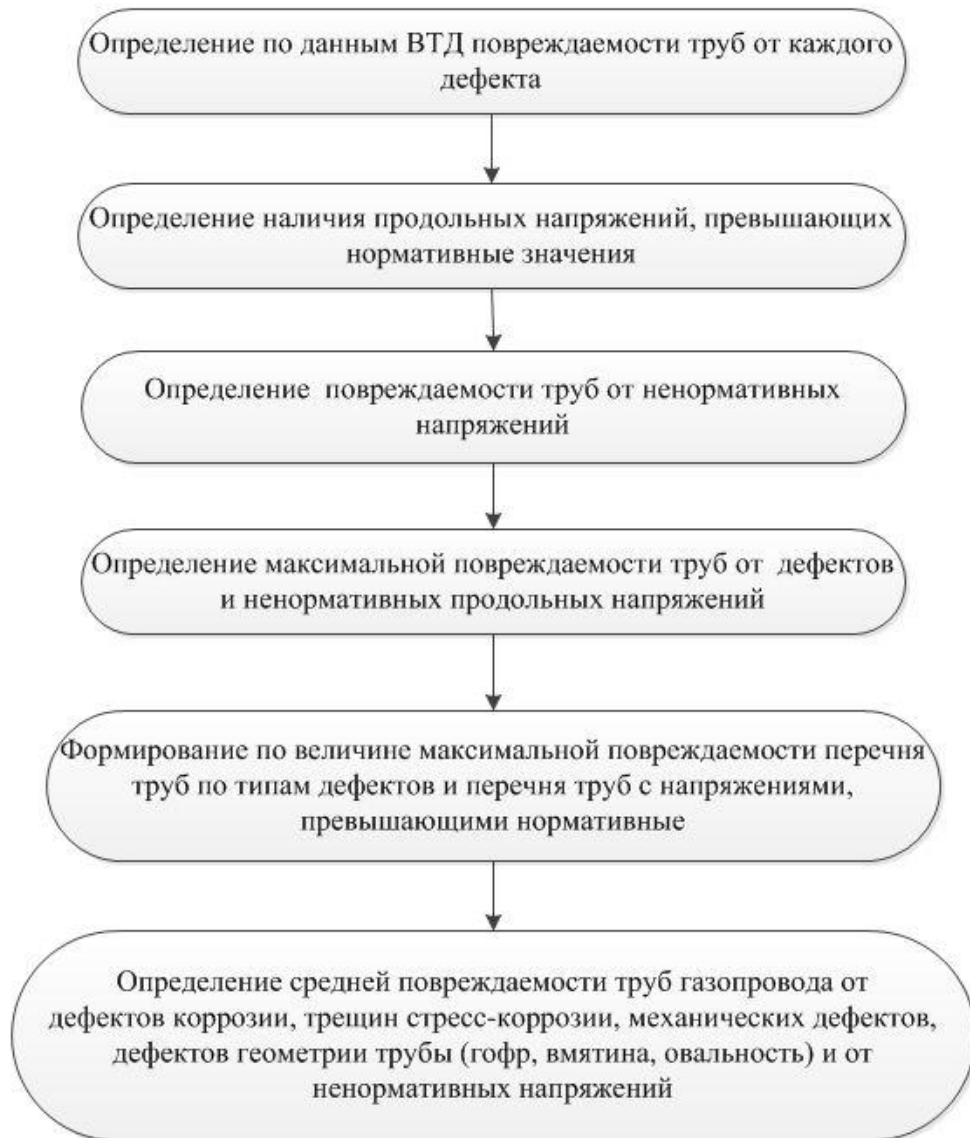 Определение по данным ВТД повреждаемости труб от каждого
дефекта
Определение наличия продольных напряжений, превышающих
нормативные значения
Определение повреждаемости труб от ненормативных
напряжений
Определение максимальной повреждаемости труб от дефектов
и ненормативных продольных напряжений
Формирование по величине максимальной повреждаемости перечня
труб по типам дефектов и перечня труб с напряжениями,
превышающими нормативные
Определение средней повреждаемости труб газопровода от
дефектов коррозии, трещин стресс-коррозии, механических дефектов,
дефектов геометрии трубы (гофр, вмятина, овальность) и от
ненормативных напряжений